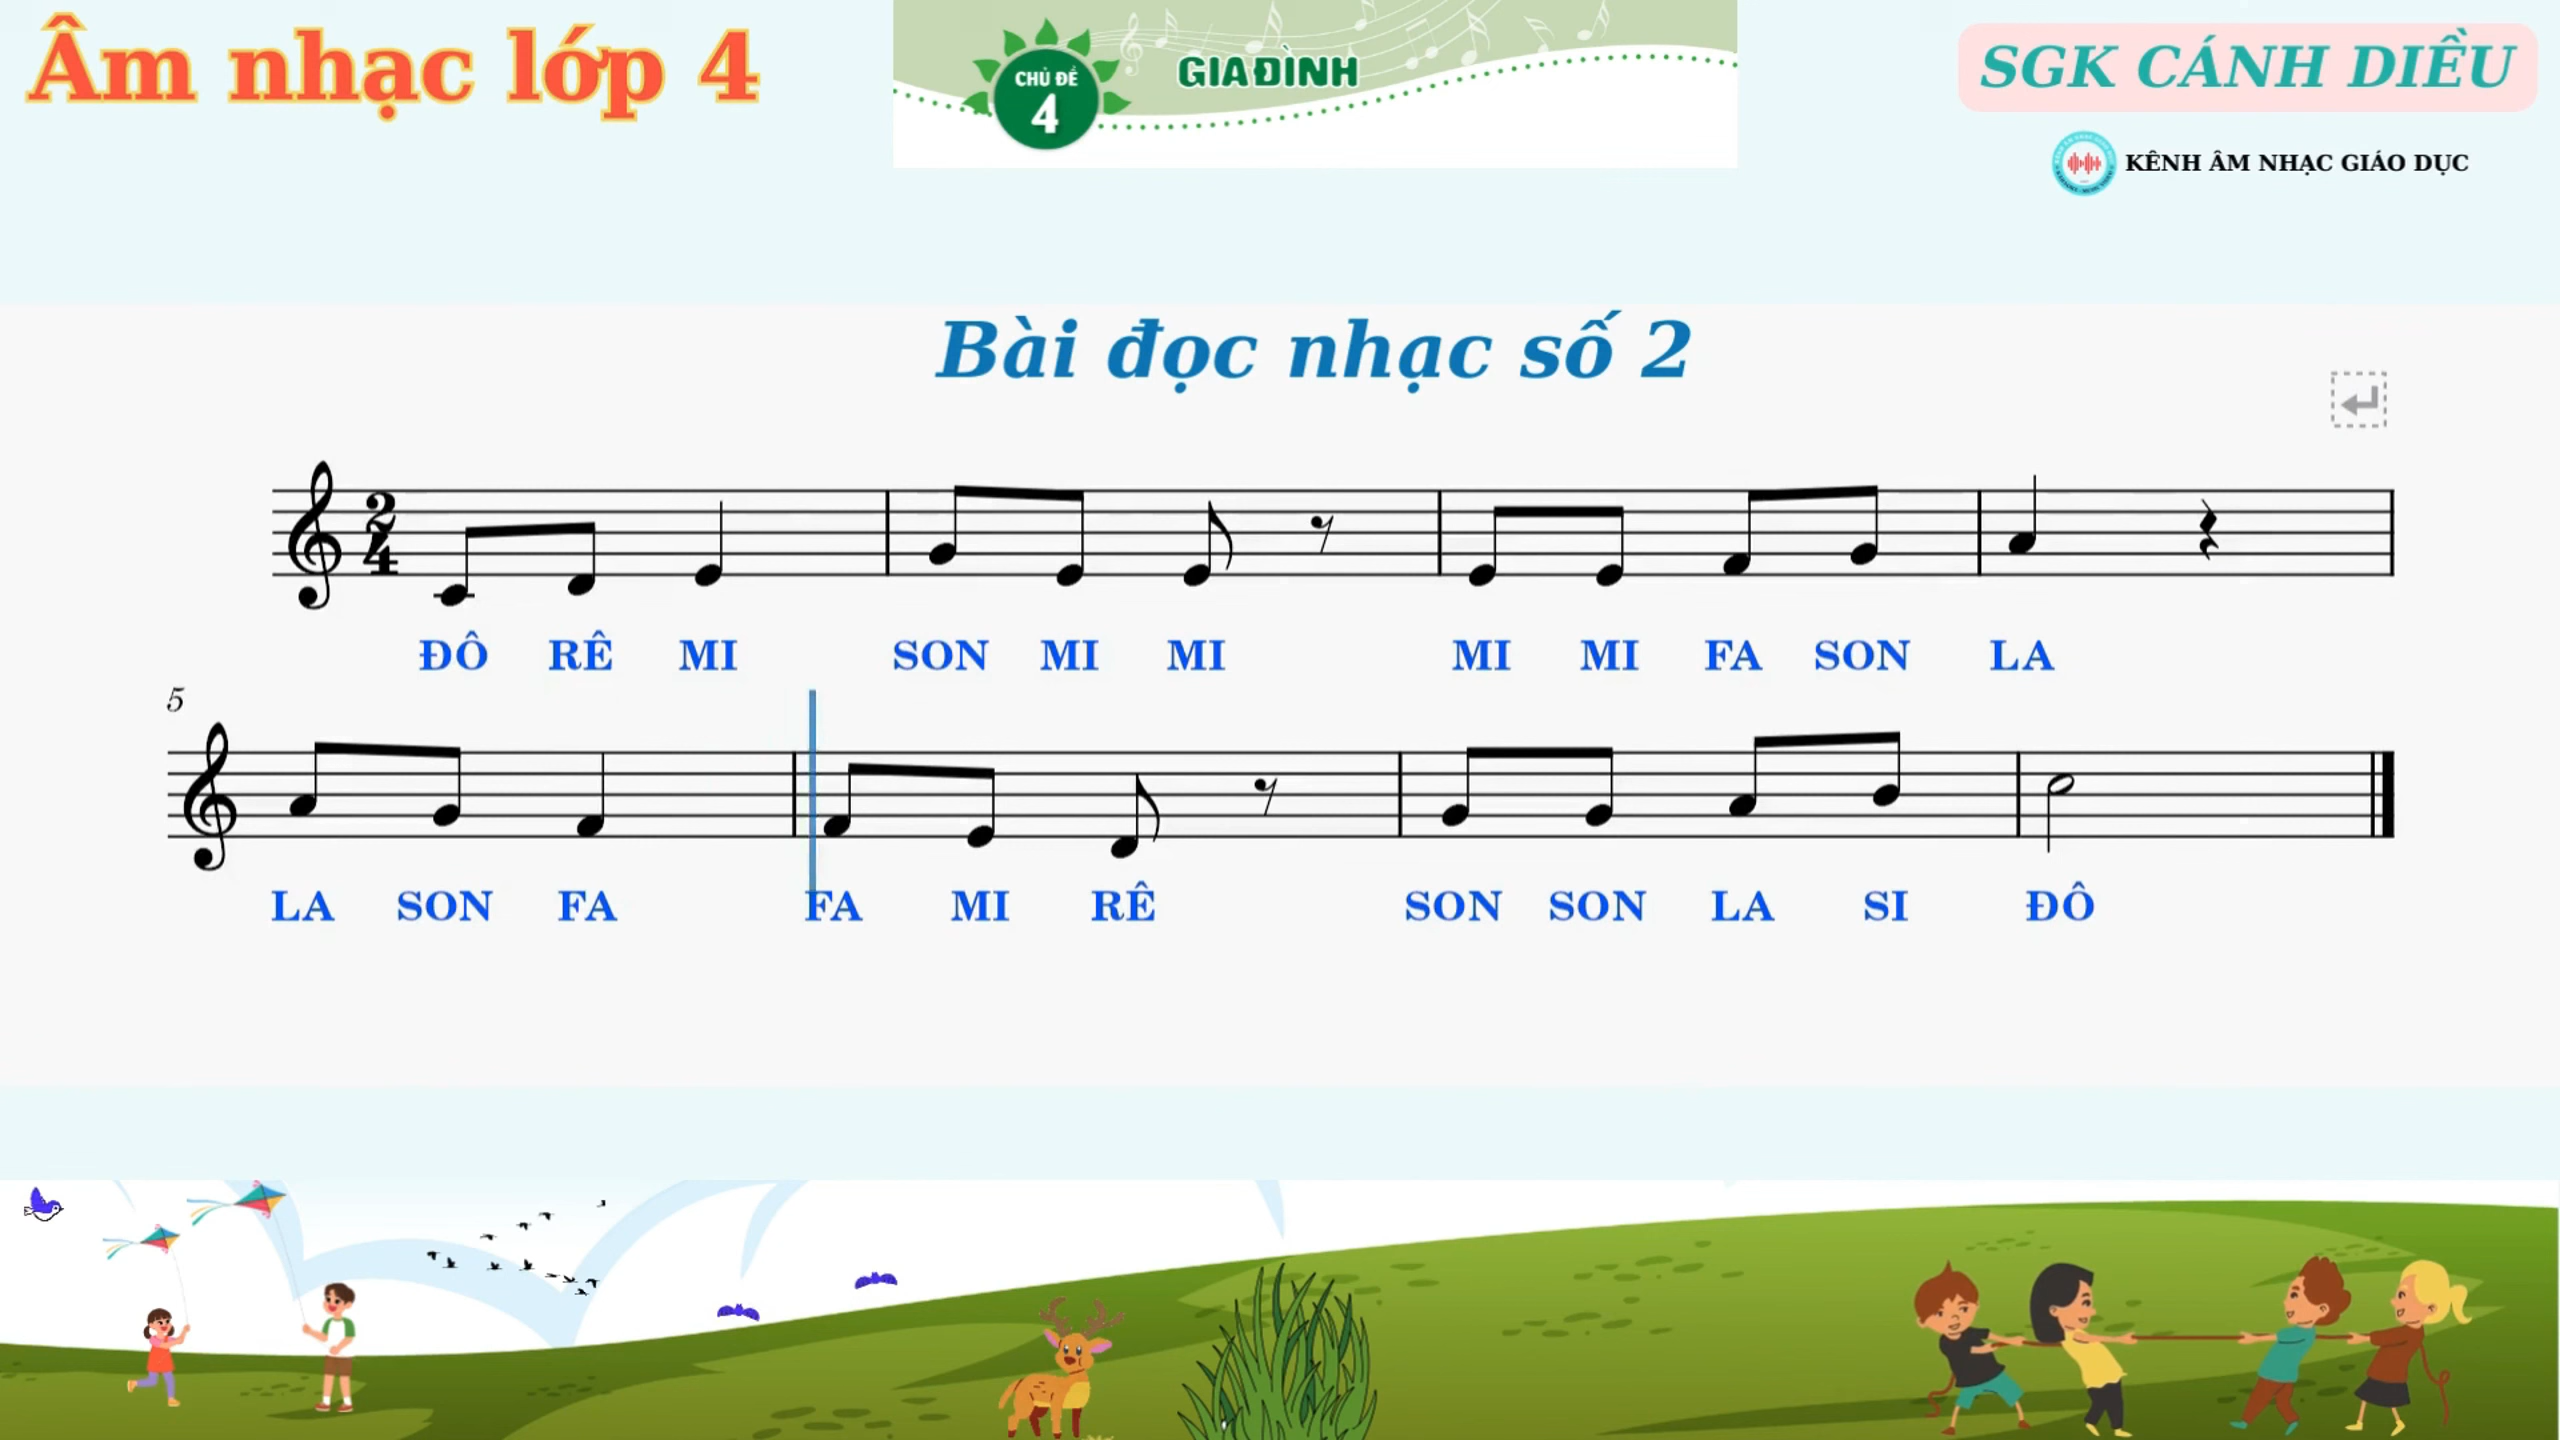 Âm nhạc lớp 4
CHỦ ĐỀ
4
GIA ĐÌNH
SGK CÁNH DIỀU
KÊNH ÂM NHẠC GIÁO DỤC
Bài đọc nhạc số 2
2
4
ĐÔ RÊ MI SON MI MI MI MI FA SON LA
5
LA SON FA FA MI RÊ SON SON LA SI ĐÔ